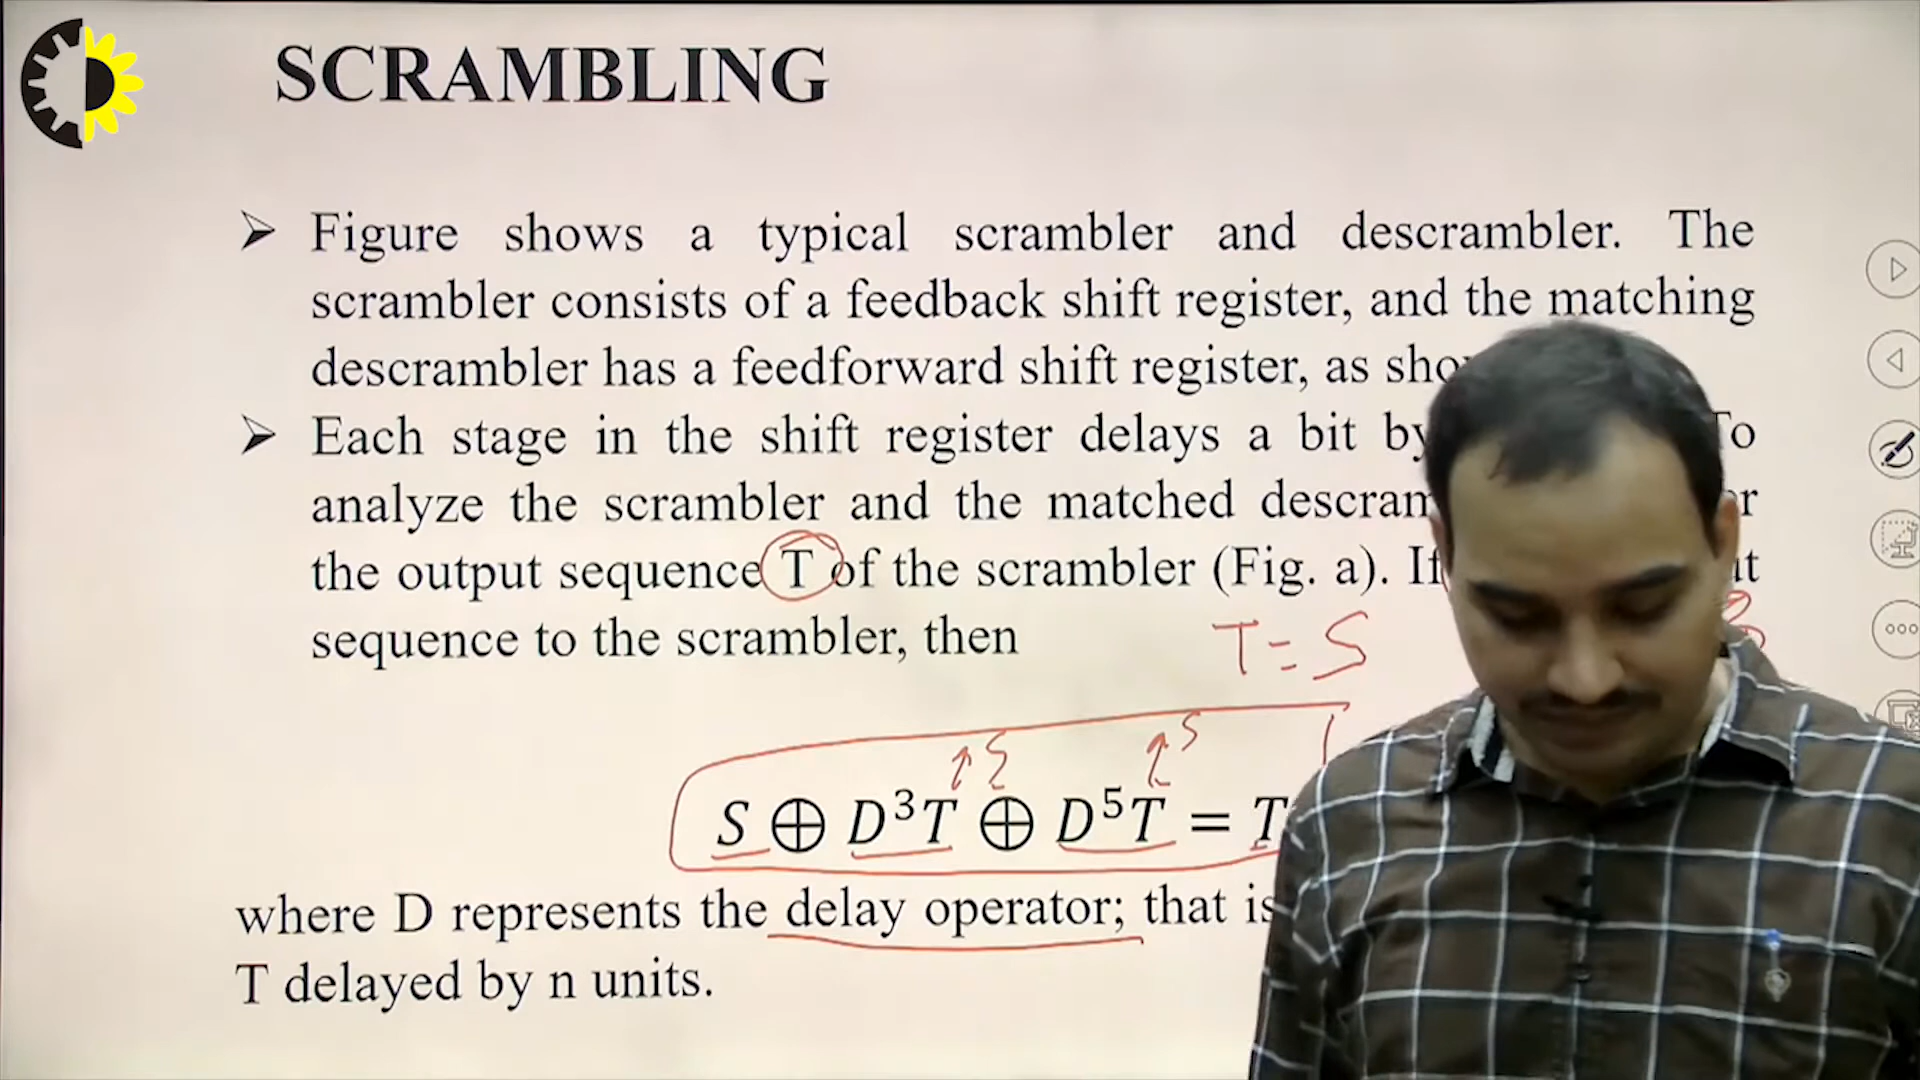 SCRAMBLING
➢ Figure shows a typical scrambler and descrambler. The
scrambler consists of a feedback shift register, and the matching
descrambler has a feedforward shift register, as
➢ Each stage in the shift register delays a bit by
analyze the scrambler and the matched
the output sequence T of the scrambler (Fig. a). If
sequence to the scrambler, then
T = S
S S
S ⊕ D³T ⊕ D⁵T = T
where D represents the delay operator; that is
T delayed by n units.